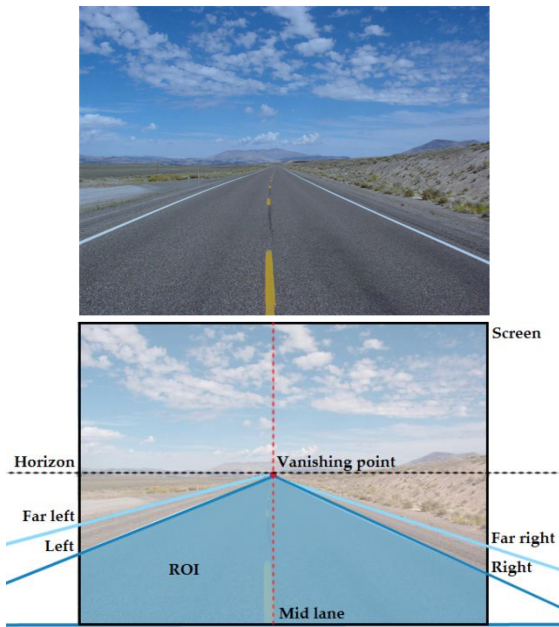 Screen
Horizon
Vanishing point
Far left
Far right
Left
Right
ROI
Mid lane